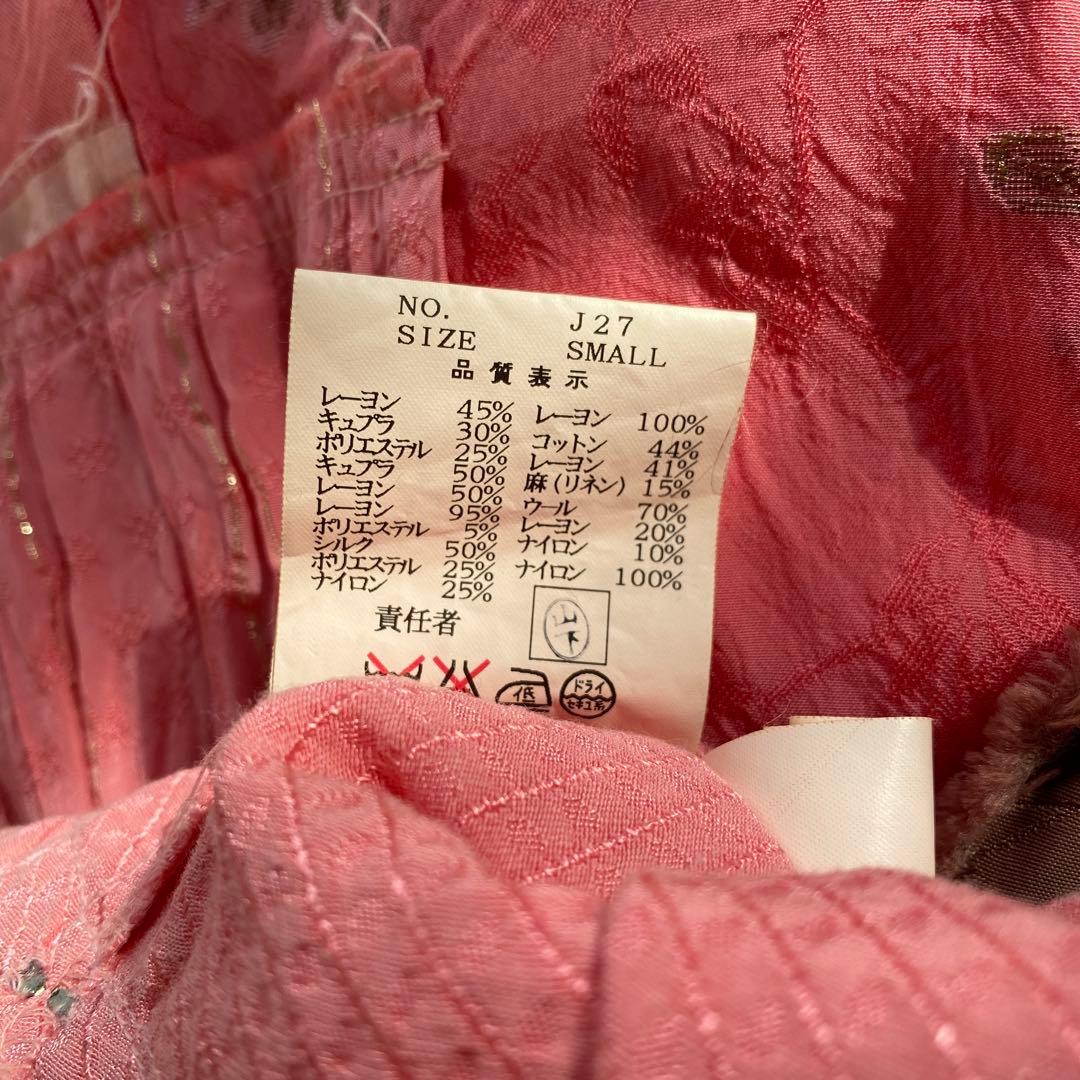 NO. J27
SIZE SMALL
品質表示
レーヨン 45%
キュプラ 30%
ポリエステル 25%
キュプラ 50%
レーヨン 50%
レーヨン 95%
ポリエステル 5%
シルク 50%
ポリエステル 25%
ナイロン 25%
レーヨン 100%
コットン 44%
レーヨン 41%
麻(リネン) 15%
ウール 70%
レーヨン 20%
ナイロン 10%
ナイロン 100%
責任者 山下
低
ドライ
セキユ系